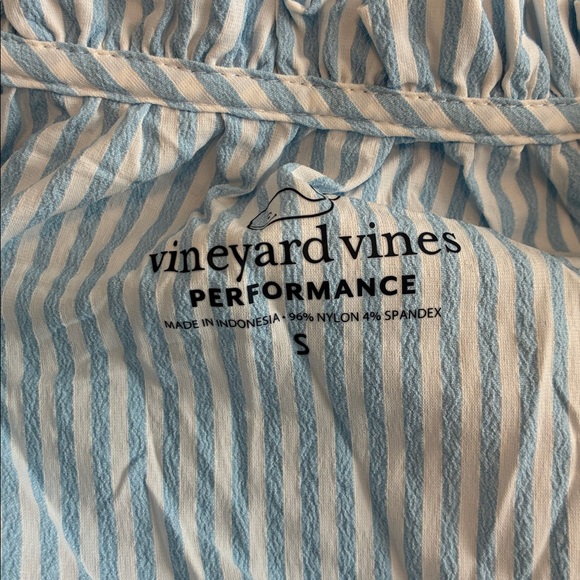 vineyard vines
PERFORMANCE
MADE IN INDONESIA • 96% NYLON 4% SPANDEX
S